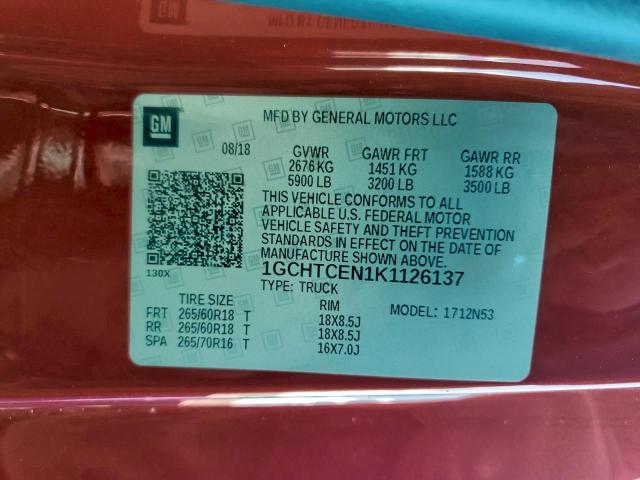 GM
MFD BY GENERAL MOTORS LLC
08/18
GVWR GAWR FRT GAWR RR
2676 KG 1451 KG 1588 KG
5900 LB 3200 LB 3500 LB
THIS VEHICLE CONFORMS TO ALL
APPLICABLE U.S. FEDERAL MOTOR
VEHICLE SAFETY AND THEFT PREVENTION
STANDARDS IN EFFECT ON THE DATE OF
MANUFACTURE SHOWN ABOVE.
130X
1GCHTCEN1K1126137
TYPE: TRUCK
TIRE SIZE RIM MODEL: 1712N53
FRT 265/60R18 T 18X8.5J
RR 265/60R18 T 18X8.5J
SPA 265/70R16 T 16X7.0J